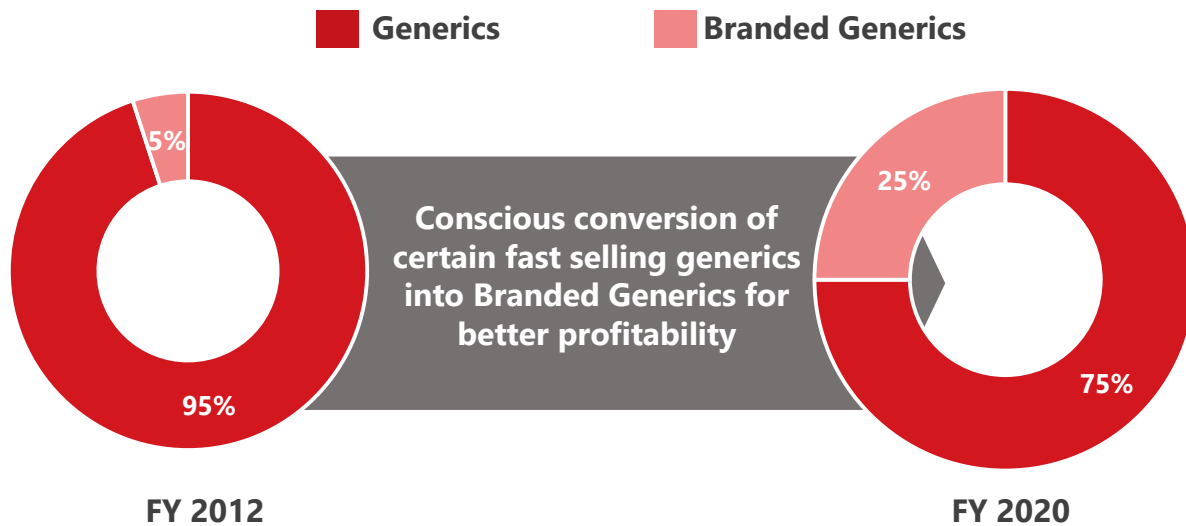 Generics
Branded Generics
5%
95%
Conscious conversion of
certain fast selling generics
into Branded Generics for
better profitability
25%
75%
FY 2012
FY 2020